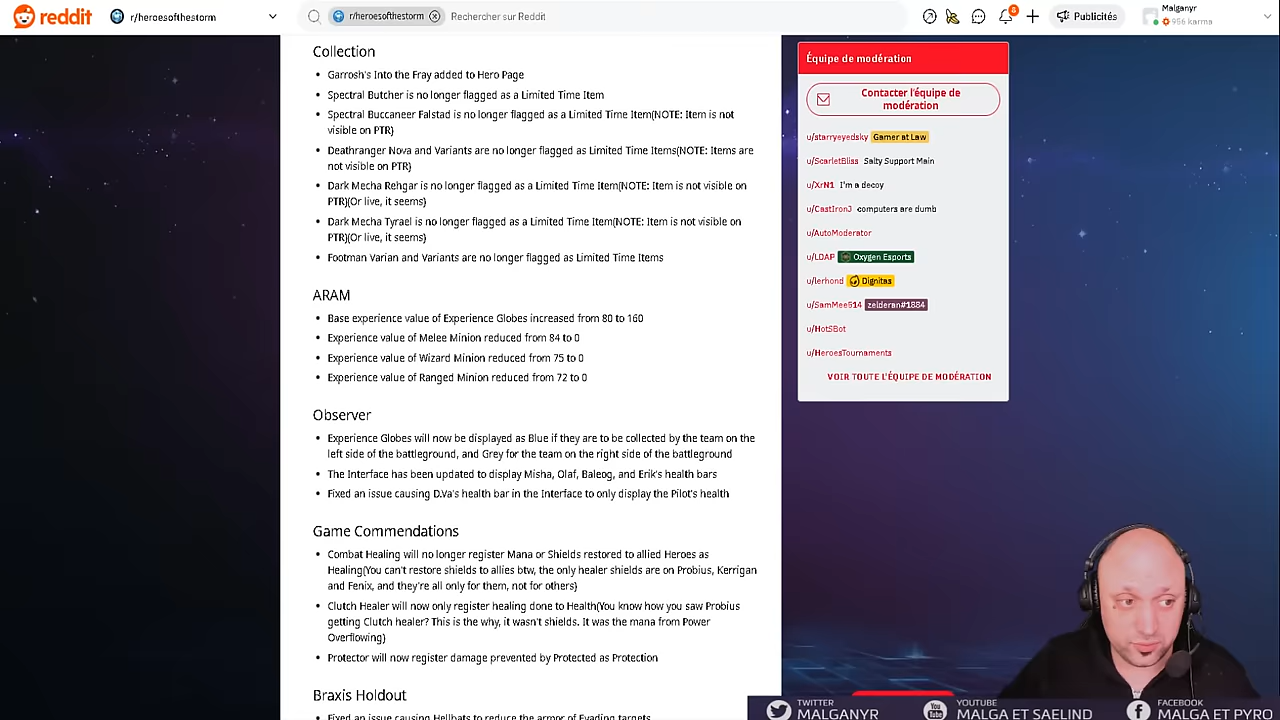 reddit
r/heroesofthestorm
r/heroesofthestorm
Rechercher sur Reddit
8
Publicités
Malganyr
956 karma
Collection
Garrosh's Into the Fray added to Hero Page
Spectral Butcher is no longer flagged as a Limited Time Item
Spectral Buccaneer Falstad is no longer flagged as a Limited Time Item(NOTE: Item is not
visible on PTR)
Deathranger Nova and Variants are no longer flagged as Limited Time Items(NOTE: Items are
not visible on PTR)
Dark Mecha Rehgar is no longer flagged as a Limited Time Item(NOTE: Item is not visible on
PTR)(Or live, it seems)
Dark Mecha Tyrael is no longer flagged as a Limited Time Item(NOTE: Item is not visible on
PTR)(Or live, it seems)
Footman Varian and Variants are no longer flagged as Limited Time Items
ARAM
Base experience value of Experience Globes increased from 80 to 160
Experience value of Melee Minion reduced from 84 to 0
Experience value of Wizard Minion reduced from 75 to 0
Experience value of Ranged Minion reduced from 72 to 0
Observer
Experience Globes will now be displayed as Blue if they are to be collected by the team on the
left side of the battleground, and Grey for the team on the right side of the battleground
The Interface has been updated to display Misha, Olaf, Baleog, and Erik's health bars
Fixed an issue causing D.Va's health bar in the Interface to only display the Pilot's health
Game Commendations
Combat Healing will no longer register Mana or Shields restored to allied Heroes as
Healing(You can't restore shields to allies btw, the only healer shields are on Probius, Kerrigan
and Fenix, and they're all only for them, not for others)
Clutch Healer will now only register healing done to Health(You know how you saw Probius
getting Clutch healer? This is the why, it wasn't shields. It was the mana from Power
Overflowing)
Protector will now register damage prevented by Protected as Protection
Braxis Holdout
Fixed an issue causing Hellbats to reduce the armor of Evading targets
Équipe de modération
Contacter l'équipe de
modération
u/starryeyedsky Gamer at Law
u/ScarletBliss Salty Support Main
u/XrN1 I'm a decoy
u/CastIronJ computers are dumb
u/AutoModerator
u/LDAP Oxygen Esports
u/lerhond Dignitas
u/SamMee514 zelderan#1884
u/HotSBot
u/HeroesTournaments
VOIR TOUTE L'ÉQUIPE DE MODÉRATION
TWITTER
MALGANYR
You Tube
YOUTUBE
MALGA ET SAELIND
FACEBOOK
MALGA ET PYRO